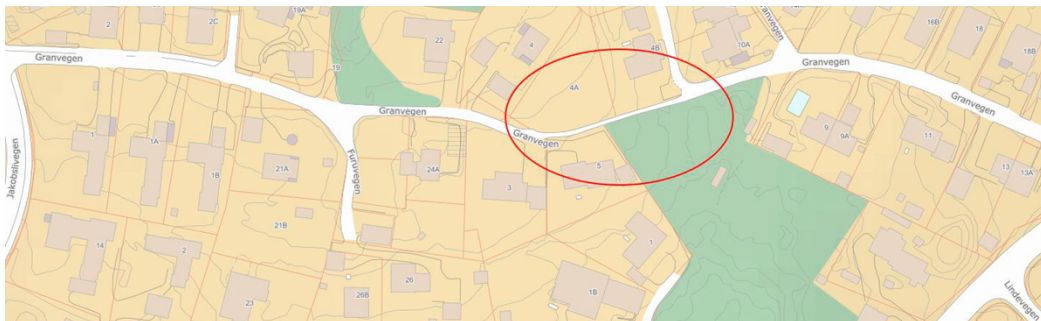 19A
2
2C
22
4
4B
10A
Granvegen
16B
18
18B
Granvegen
19
Granvegen
4A
Granvegen
Granvegen
Granvegen
1
1A
1B
21A
Furuvegen
24A
3
5
9
9A
11
13
13A
Jakobslivegen
21B
14
2
26
26B
23
1
1B
Lindevegen